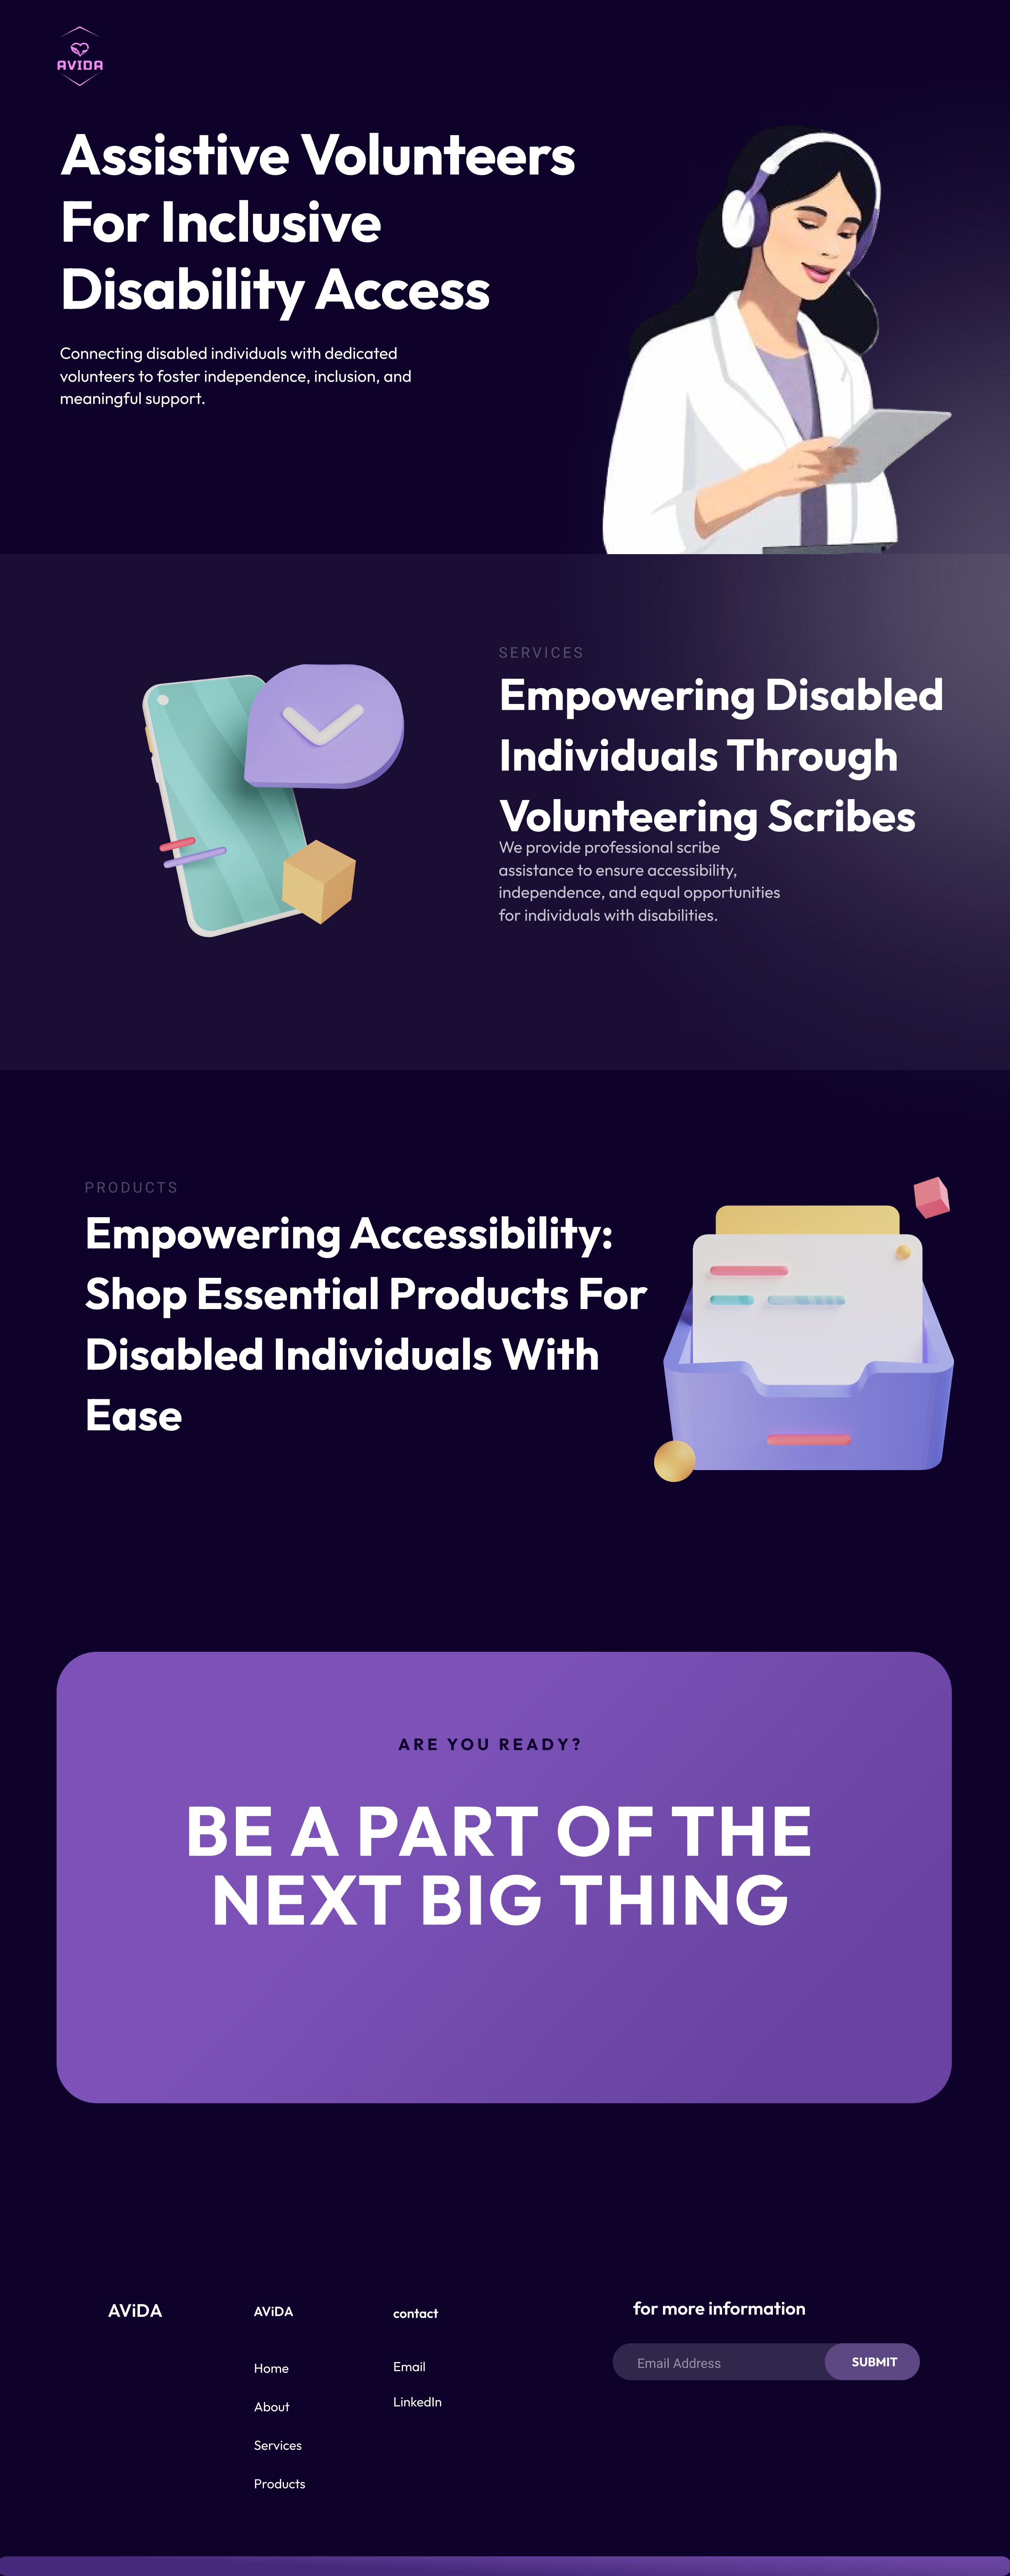 AVIDA
Assistive Volunteers
For Inclusive
Disability Access
Connecting disabled individuals with dedicated
volunteers to foster independence, inclusion, and
meaningful support.
SERVICES
Empowering Disabled
Individuals Through
Volunteering Scribes
We provide professional scribe
assistance to ensure accessibility,
independence, and equal opportunities
for individuals with disabilities.
PRODUCTS
Empowering Accessibility:
Shop Essential Products For
Disabled Individuals With
Ease
ARE YOU READY?
BE A PART OF THE
NEXT BIG THING
AViDA
AViDA
Home
About
Services
Products
contact
Email
LinkedIn
for more information
Email Address
SUBMIT